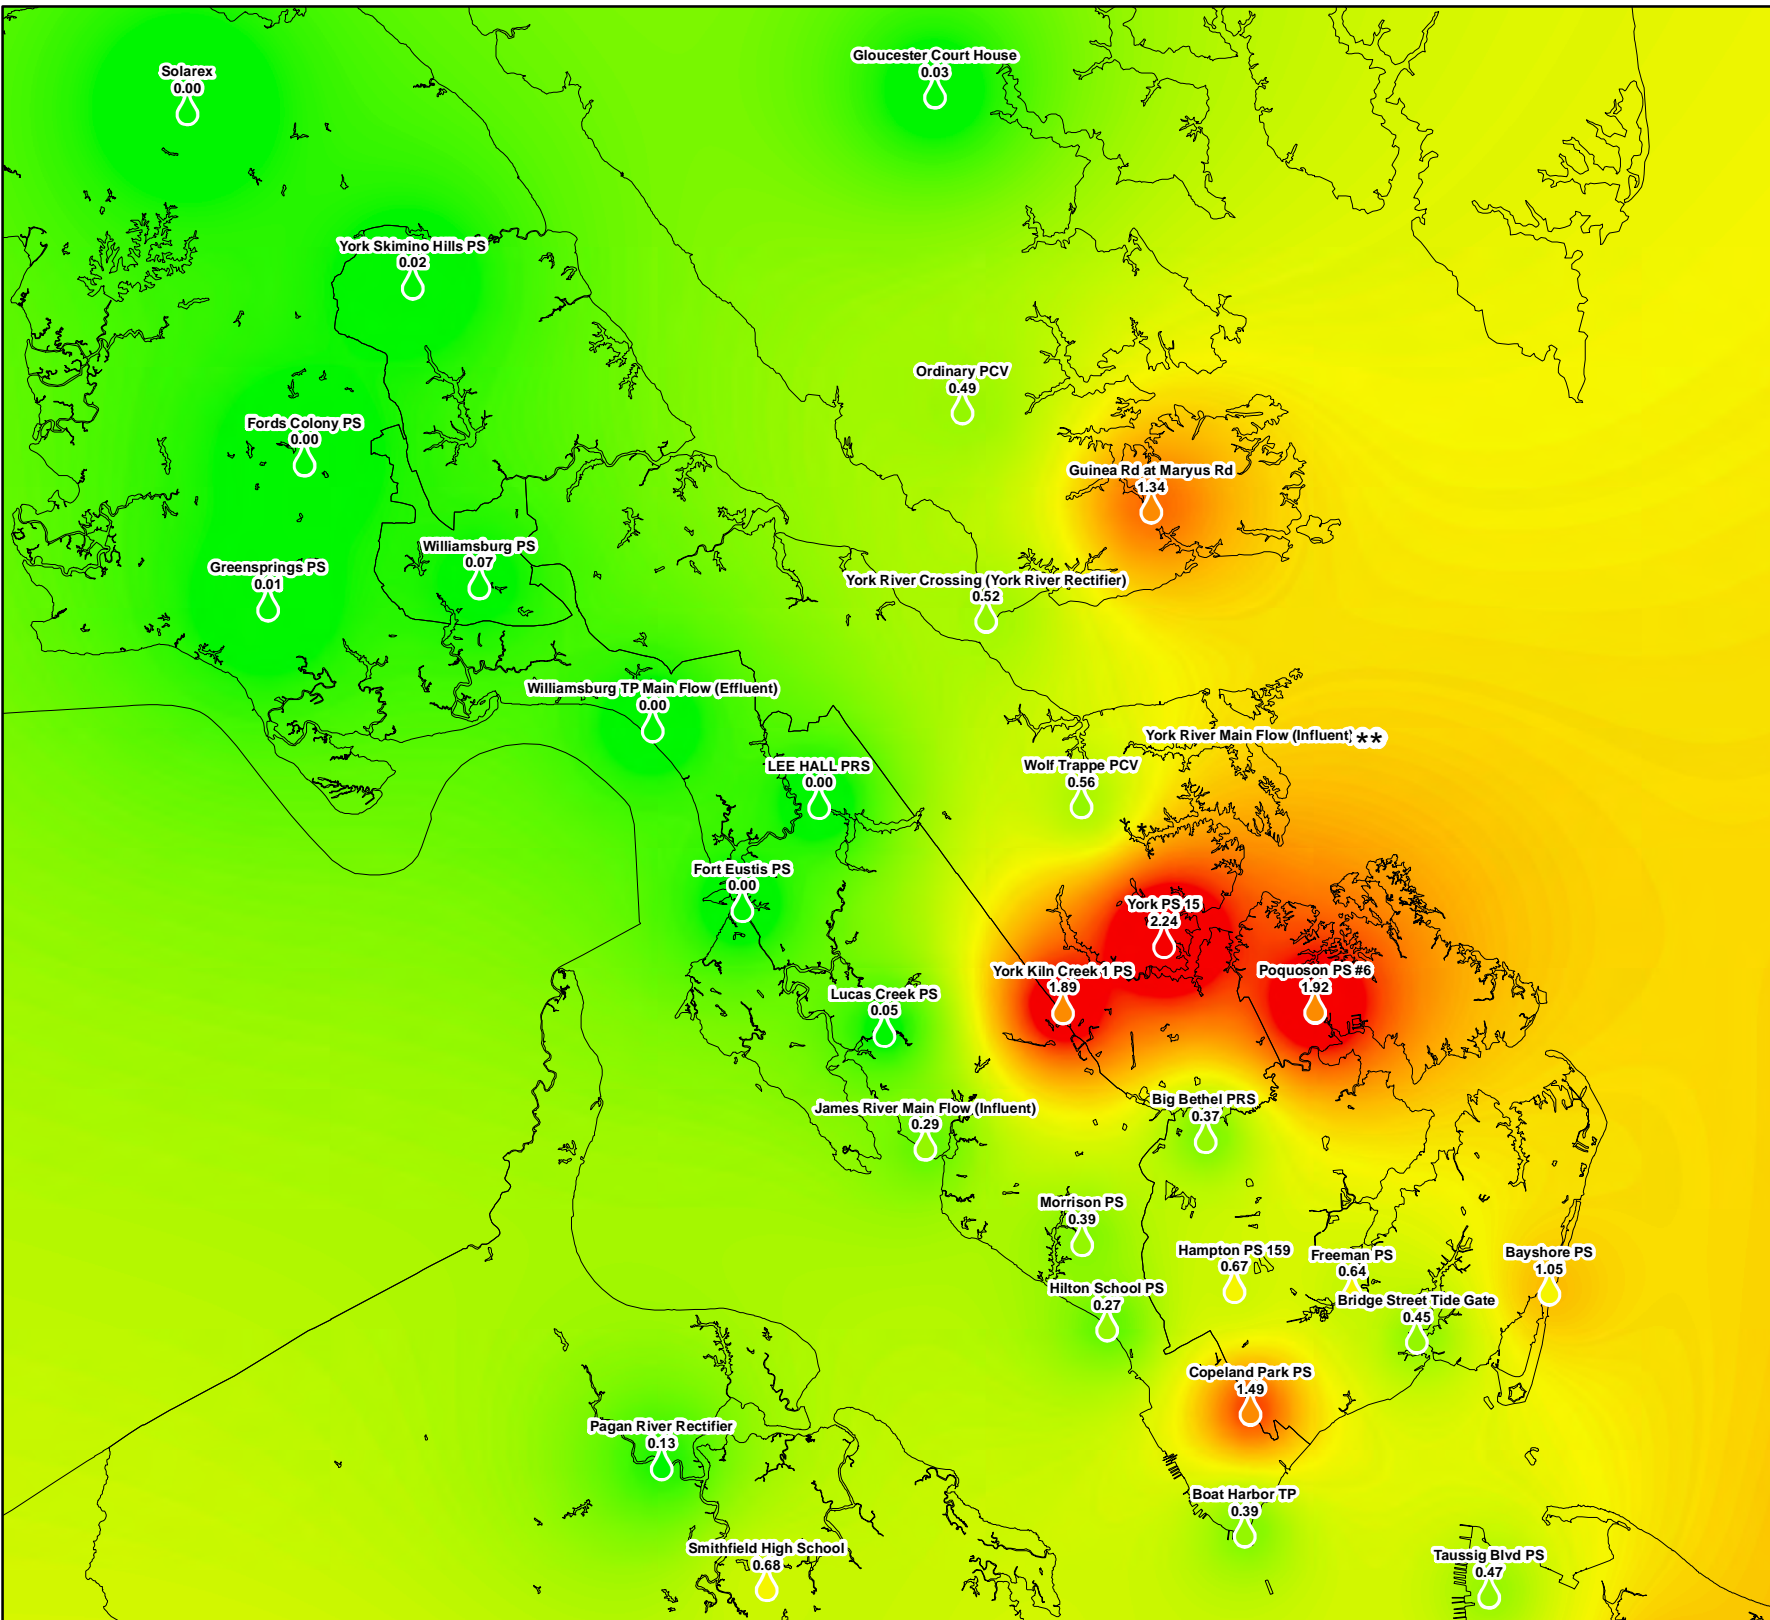 Solarex
0.00
Gloucester Court House
0.03
York Skimino Hills PS
0.02
Ordinary PCV
0.49
Fords Colony PS
0.00
Guinea Rd at Maryus Rd
1.34
Williamsburg PS
0.07
Greensprings PS
0.01
York River Crossing (York River Rectifier)
0.52
Williamsburg TP Main Flow (Effluent)
0.00
York River Main Flow (Influent) **
LEE HALL PRS
0.00
Wolf Trappe PCV
0.56
Fort Eustis PS
0.00
York PS 15
2.24
York Kiln Creek 1 PS
1.89
Poquoson PS #6
1.92
Lucas Creek PS
0.05
Big Bethel PRS
0.37
James River Main Flow (Influent)
0.29
Morrison PS
0.39
Hampton PS 159
0.67
Freeman PS
0.64
Bayshore PS
1.05
Hilton School PS
0.27
Bridge Street Tide Gate
0.45
Copeland Park PS
1.49
Pagan River Rectifier
0.13
Boat Harbor TP
0.39
Smithfield High School
0.68
Taussig Blvd PS
0.47